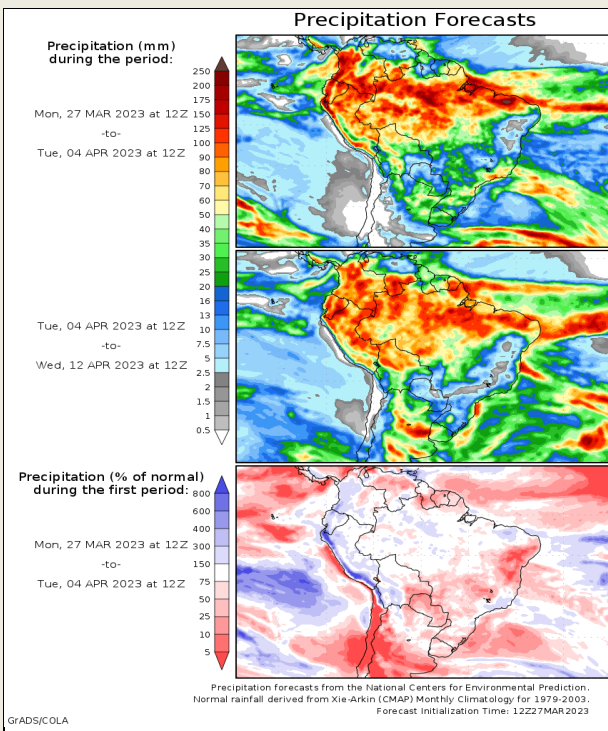 Precipitation Forecasts
Precipitation (mm)
during the period:
Mon, 27 MAR 2023 at 12Z
-to-
Tue, 04 APR 2023 at 12Z
250
200
175
150
125
100
90
80
70
60
50
40
35
30
25
20
16
13
10
7.5
5
2.5
2
1.5
1
0.5
Tue, 04 APR 2023 at 12Z
-to-
Wed, 12 APR 2023 at 12Z
Precipitation (% of normal)
during the first period:
Mon, 27 MAR 2023 at 12Z
-to-
Tue, 04 APR 2023 at 12Z
800
600
400
300
150
75
50
25
10
5
Precipitation forecasts from the National Centers for Environmental Prediction.
Normal rainfall derived from Xie-Arkin (CMAP) Monthly Climatology for 1979-2003.
Forecast Initialization Time: 12Z27MAR2023
GrADS/COLA